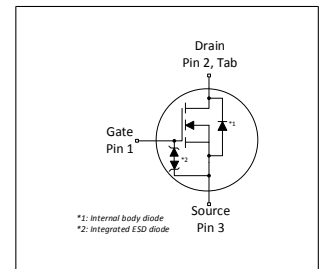 Drain
Pin 2, Tab
*1
Gate
Pin 1
*2
Source
Pin 3
*1: Internal body diode
*2: Integrated ESD diode